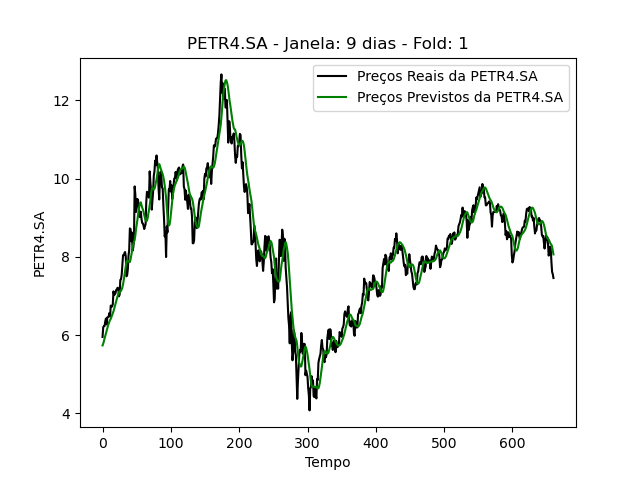 PETR4.SA - Janela: 9 dias - Fold: 1
Preços Reais da PETR4.SA
Preços Previstos da PETR4.SA
PETR4.SA
12
10
8
6
4
0 100 200 300 400 500 600
Tempo